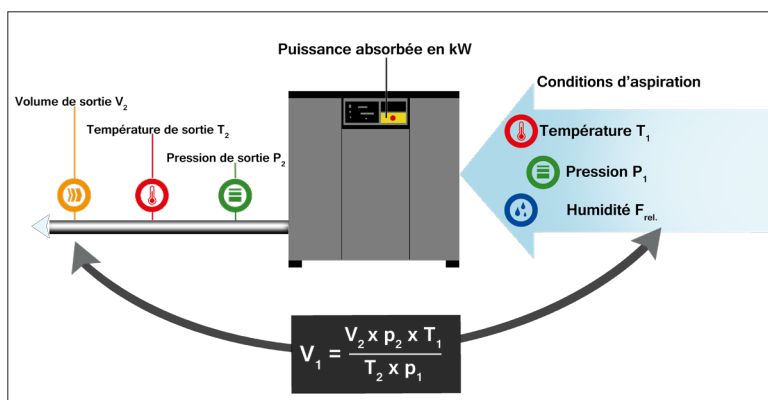 Puissance absorbée en kW
Volume de sortie V₂
Température de sortie T₂
Pression de sortie P₂
Conditions d’aspiration
Température T₁
Pression P₁
Humidité F rel.
V₁ = V₂ x p₂ x T₁
T₂ x p₁